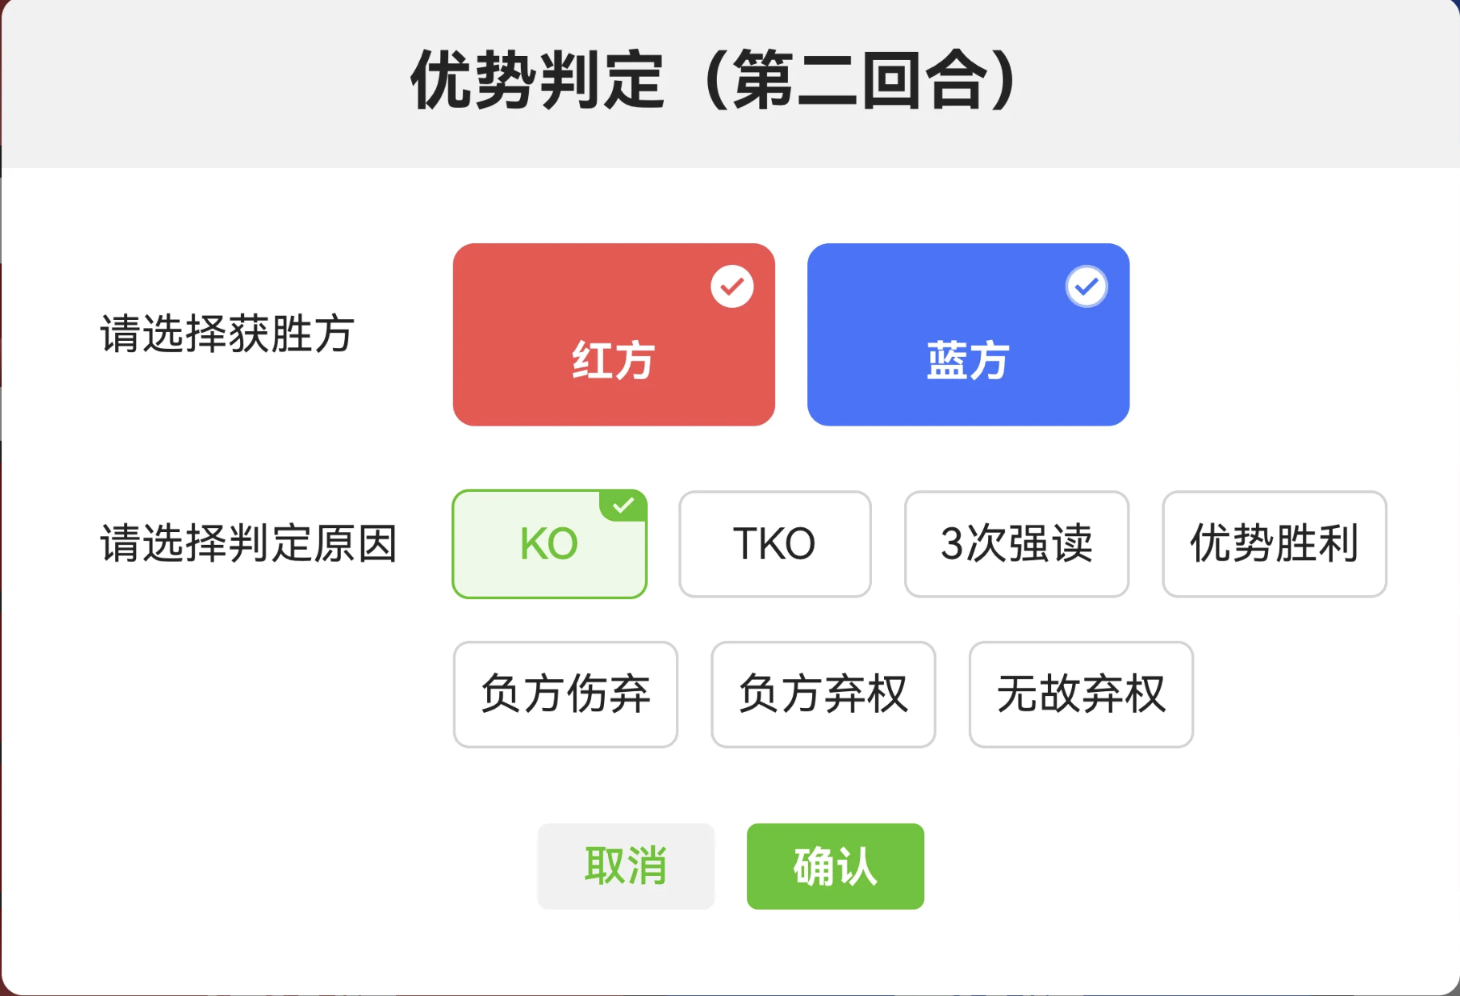 优势判定（第二回合）
请选择获胜方
红方
蓝方
请选择判定原因
KO
TKO
3次强读
优势胜利
负方伤弃
负方弃权
无故弃权
取消
确认